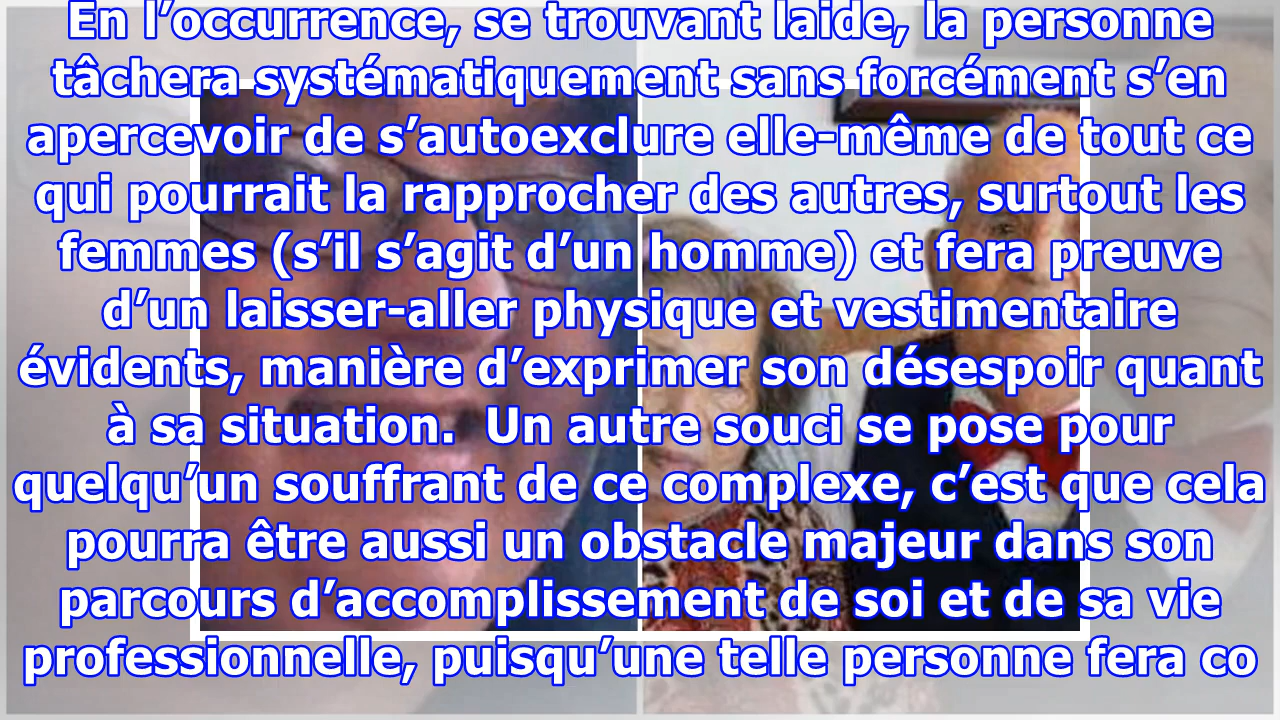 En l’occurrence, se trouvant laide, la personne
tâchera systématiquement sans forcément s’en
apercevoir de s’autoexclure elle-même de tout ce
qui pourrait la rapprocher des autres, surtout les
femmes (s’il s’agit d’un homme) et fera preuve
d’un laisser-aller physique et vestimentaire
évidents, manière d’exprimer son désespoir quant
à sa situation.  Un autre souci se pose pour
quelqu’un souffrant de ce complexe, c’est que cela
pourra être aussi un obstacle majeur dans son
parcours d’accomplissement de soi et de sa vie
professionnelle, puisqu’une telle personne fera co